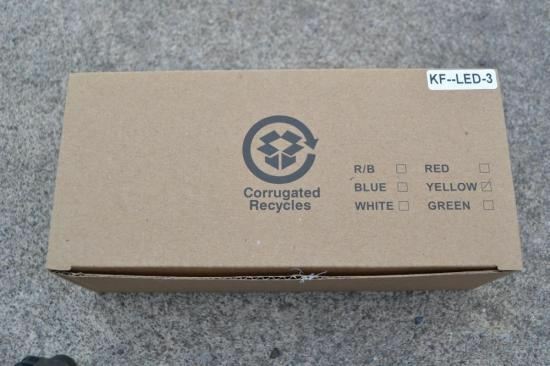 KF--LED-3
Corrugated
Recycles
R/B ☐ RED ☐
BLUE ☐ YELLOW ☑
WHITE ☐ GREEN ☐